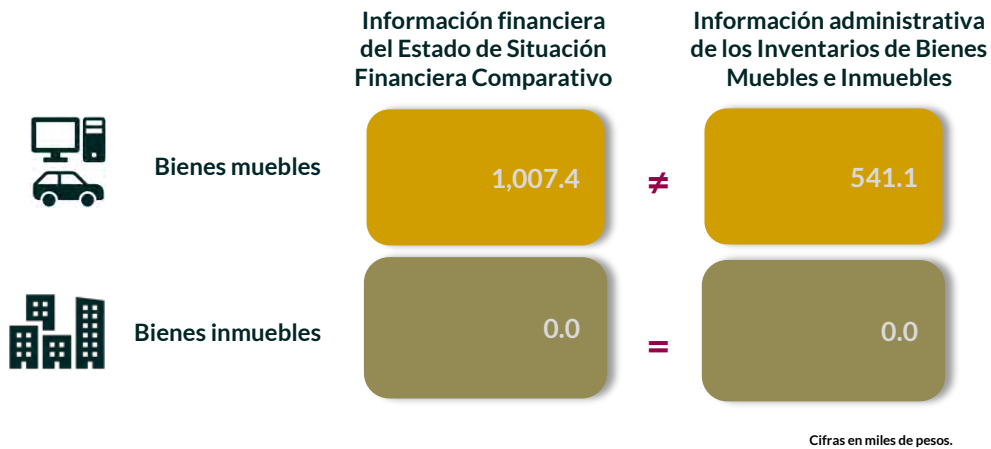 Información financiera
del Estado de Situación
Financiera Comparativo
Información administrativa
de los Inventarios de Bienes
Muebles e Inmuebles
Bienes muebles
1,007.4
≠
541.1
Bienes inmuebles
0.0
=
0.0
Cifras en miles de pesos.